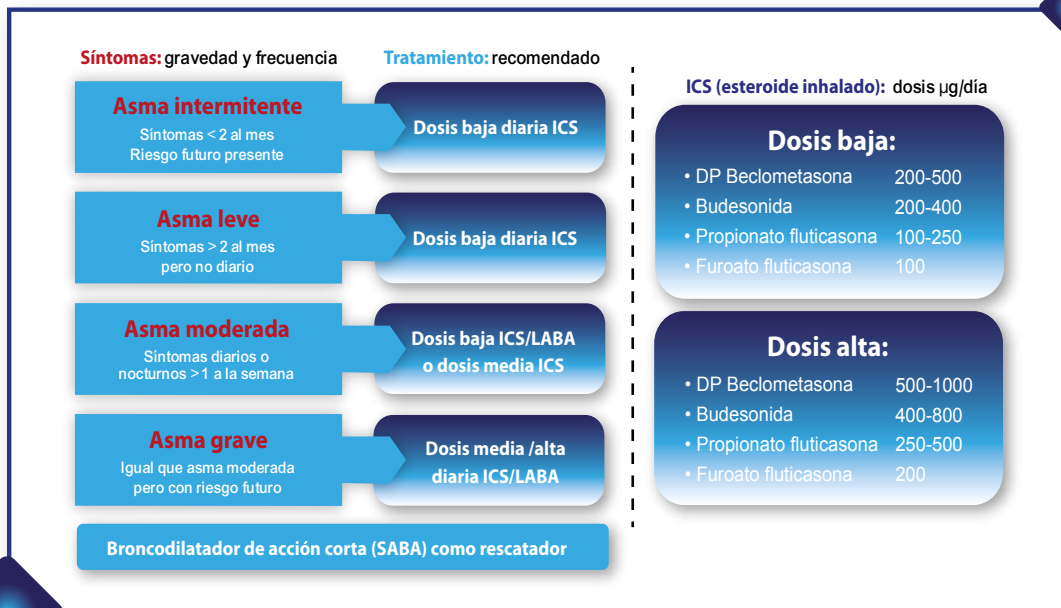 Síntomas: gravedad y frecuencia
Tratamiento: recomendado
Asma intermitente
Síntomas < 2 al mes
Riesgo futuro presente
Dosis baja diaria ICS
Asma leve
Síntomas > 2 al mes
pero no diario
Dosis baja diaria ICS
Asma moderada
Síntomas diarios o
nocturnos > 1 a la semana
Dosis baja ICS/LABA
o dosis media ICS
Asma grave
Igual que asma moderada
pero con riesgo futuro
Dosis media /alta
diaria ICS/LABA
Broncodilatador de acción corta (SABA) como rescatador
ICS (esteroide inhalado): dosis µg/día
Dosis baja:
• DP Beclometasona 200-500
• Budesonida 200-400
• Propionato fluticasona 100-250
• Furoato fluticasona 100
Dosis alta:
• DP Beclometasona 500-1000
• Budesonida 400-800
• Propionato fluticasona 250-500
• Furoato fluticasona 200